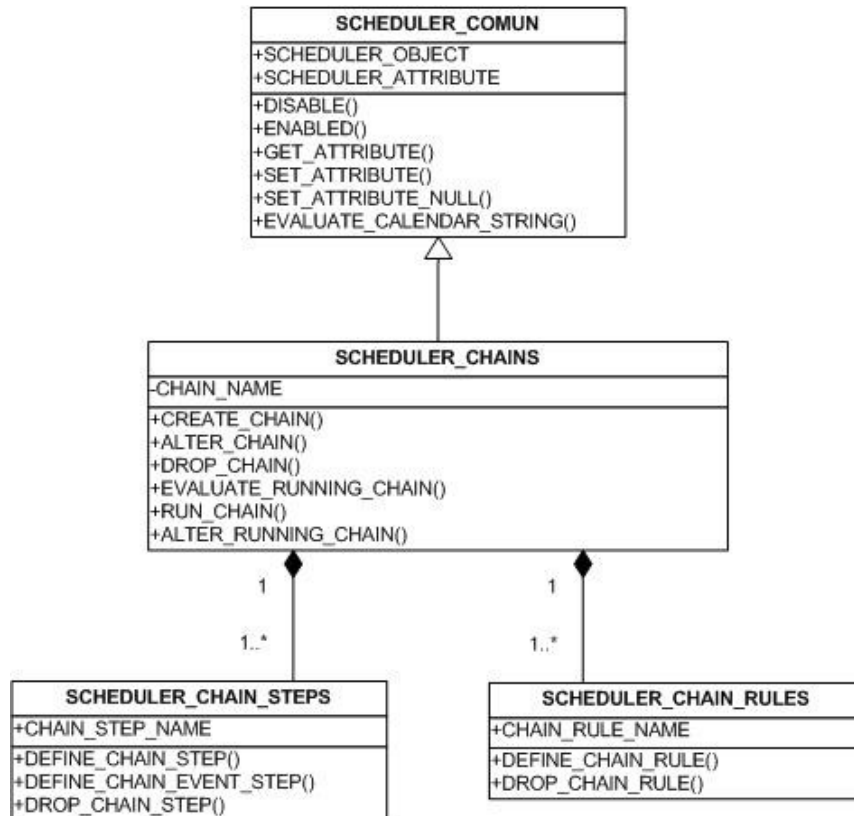 SCHEDULER_COMUN
+SCHEDULER_OBJECT
+SCHEDULER_ATTRIBUTE
+DISABLE()
+ENABLED()
+GET_ATTRIBUTE()
+SET_ATTRIBUTE()
+SET_ATTRIBUTE_NULL()
+EVALUATE_CALENDAR_STRING()
SCHEDULER_CHAINS
-CHAIN_NAME
+CREATE_CHAIN()
+ALTER_CHAIN()
+DROP_CHAIN()
+EVALUATE_RUNNING_CHAIN()
+RUN_CHAIN()
+ALTER_RUNNING_CHAIN()
1
1..*
1
1..*
SCHEDULER_CHAIN_STEPS
+CHAIN_STEP_NAME
+DEFINE_CHAIN_STEP()
+DEFINE_CHAIN_EVENT_STEP()
+DROP_CHAIN_STEP()
SCHEDULER_CHAIN_RULES
+CHAIN_RULE_NAME
+DEFINE_CHAIN_RULE()
+DROP_CHAIN_RULE()